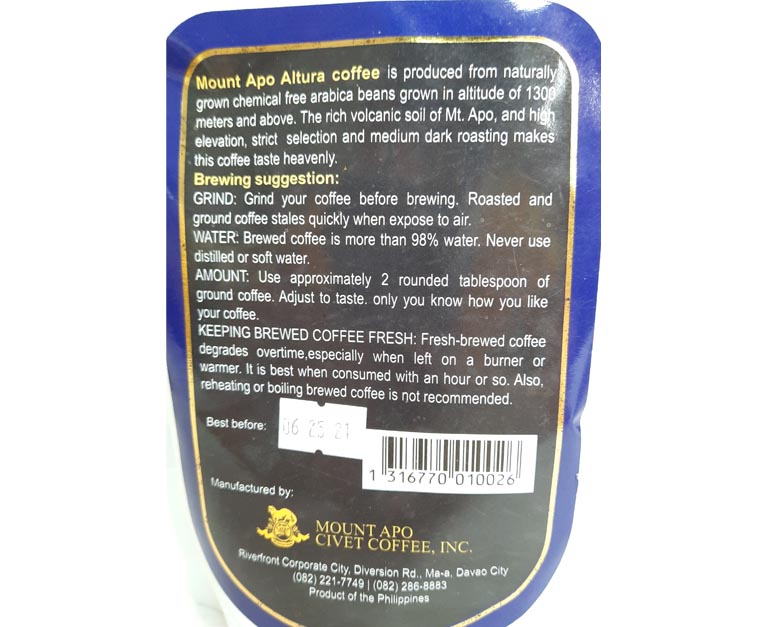 Mount Apo Altura coffee is produced from naturally
grown chemical free arabica beans grown in altitude of 1300
meters and above. The rich volcanic soil of Mt. Apo, and high
elevation, strict selection and medium dark roasting makes
this coffee taste heavenly.
Brewing suggestion:
GRIND: Grind your coffee before brewing. Roasted and
ground coffee stales quickly when expose to air.
WATER: Brewed coffee is more than 98% water. Never use
distilled or soft water.
AMOUNT: Use approximately 2 rounded tablespoon of
ground coffee. Adjust to taste. only you know how you like
your coffee.
KEEPING BREWED COFFEE FRESH: Fresh-brewed coffee
degrades overtime,especially when left on a burner or
warmer. It is best when consumed with an hour or so. Also,
reheating or boiling brewed coffee is not recommended.
Best before: 06 25 21
1 316770 010026
Manufactured by:
MOUNT APO
CIVET COFFEE, INC.
Riverfront Corporate City, Diversion Rd., Ma-a, Davao City
(082) 221-7749 | (082) 286-8883
Product of the Philippines